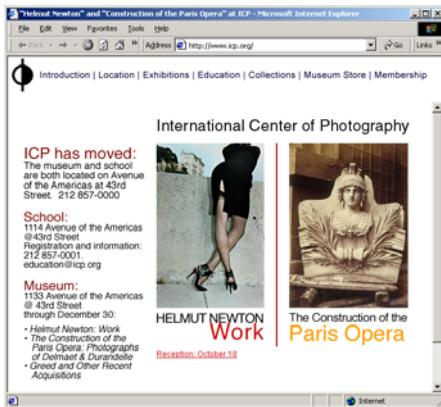 "Helmut Newton" and "Construction of the Paris Opera" at ICP - Microsoft Internet Explorer
File Edit View Favorites Tools Help
Back Address http://www.icp.org/ Go Links »
Introduction | Location | Exhibitions | Education | Collections | Museum Store | Membership
International Center of Photography
ICP has moved:
The museum and school
are both located on Avenue
of the Americas at 43rd
Street. 212 857-0000
School:
1114 Avenue of the Americas
@43rd Street
Registration and information:
212 857-0001.
education@icp.org
Museum:
1133 Avenue of the Americas
@ 43rd Street
through December 30:
• Helmut Newton: Work
• The Construction of the
Paris Opera: Photographs
of Delmaet & Durandelle
• Greed and Other Recent
Acquisitions
HELMUT NEWTON
Work
Reception: October 18
The Construction of the
Paris Opera
Internet